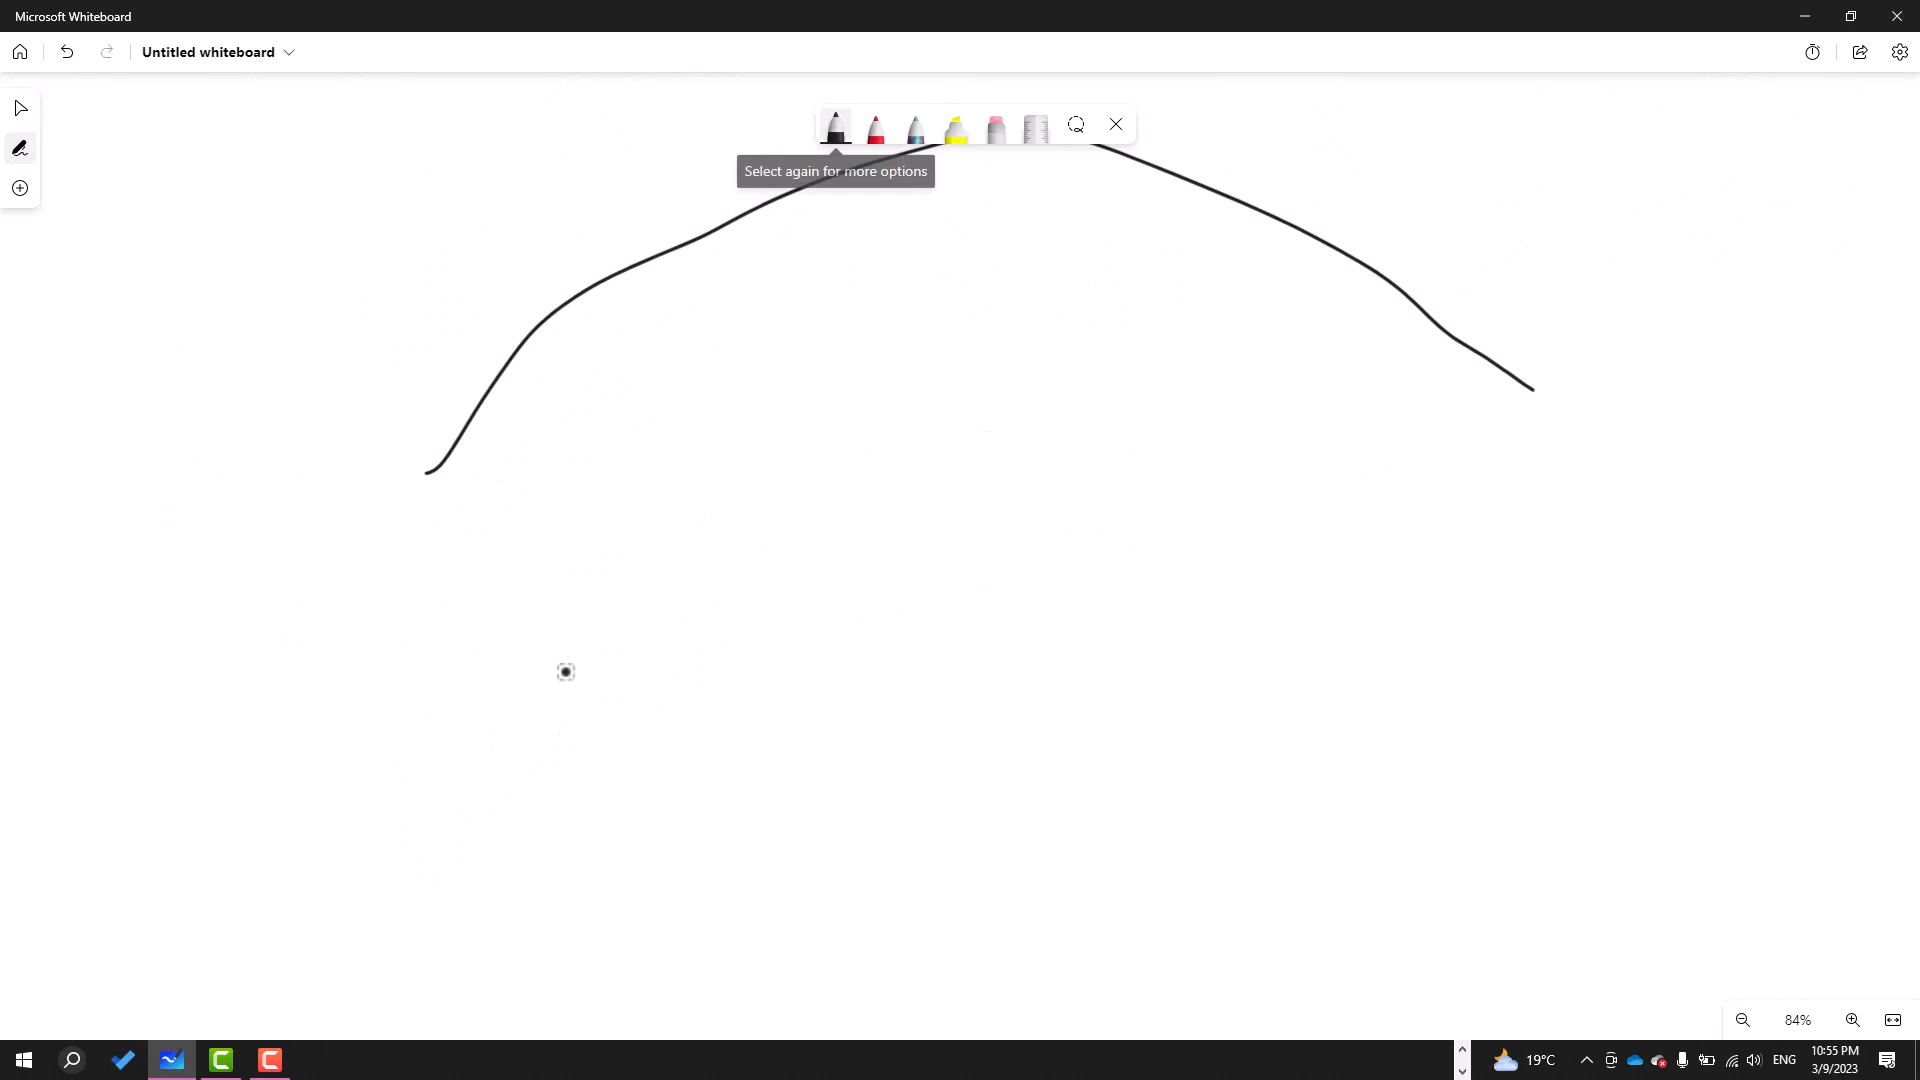 Microsoft Whiteboard
Untitled whiteboard
Select again for more options
84%
19°C
ENG
10:55 PM
3/9/2023